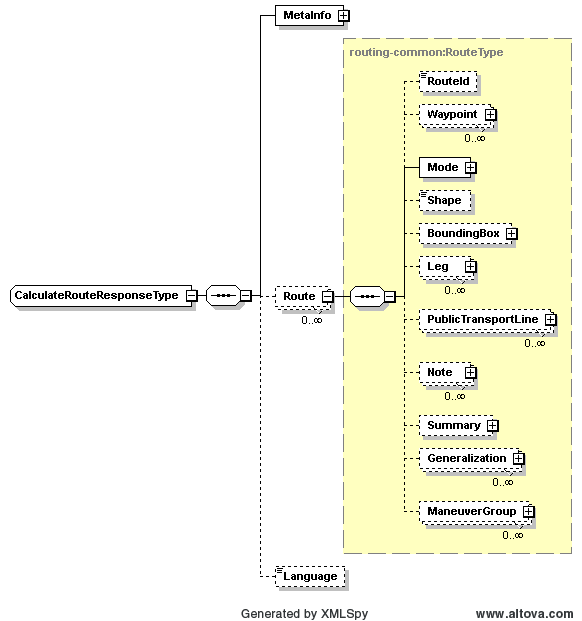 MetaInfo
routing-common:RouteType
RouteId
Waypoint
0..∞
Mode
Shape
BoundingBox
Leg
0..∞
CalculateRouteResponseType
Route
0..∞
PublicTransportLine
0..∞
Note
0..∞
Summary
Generalization
0..∞
ManeuverGroup
0..∞
Language
Generated by XMLSpy
www.altova.com